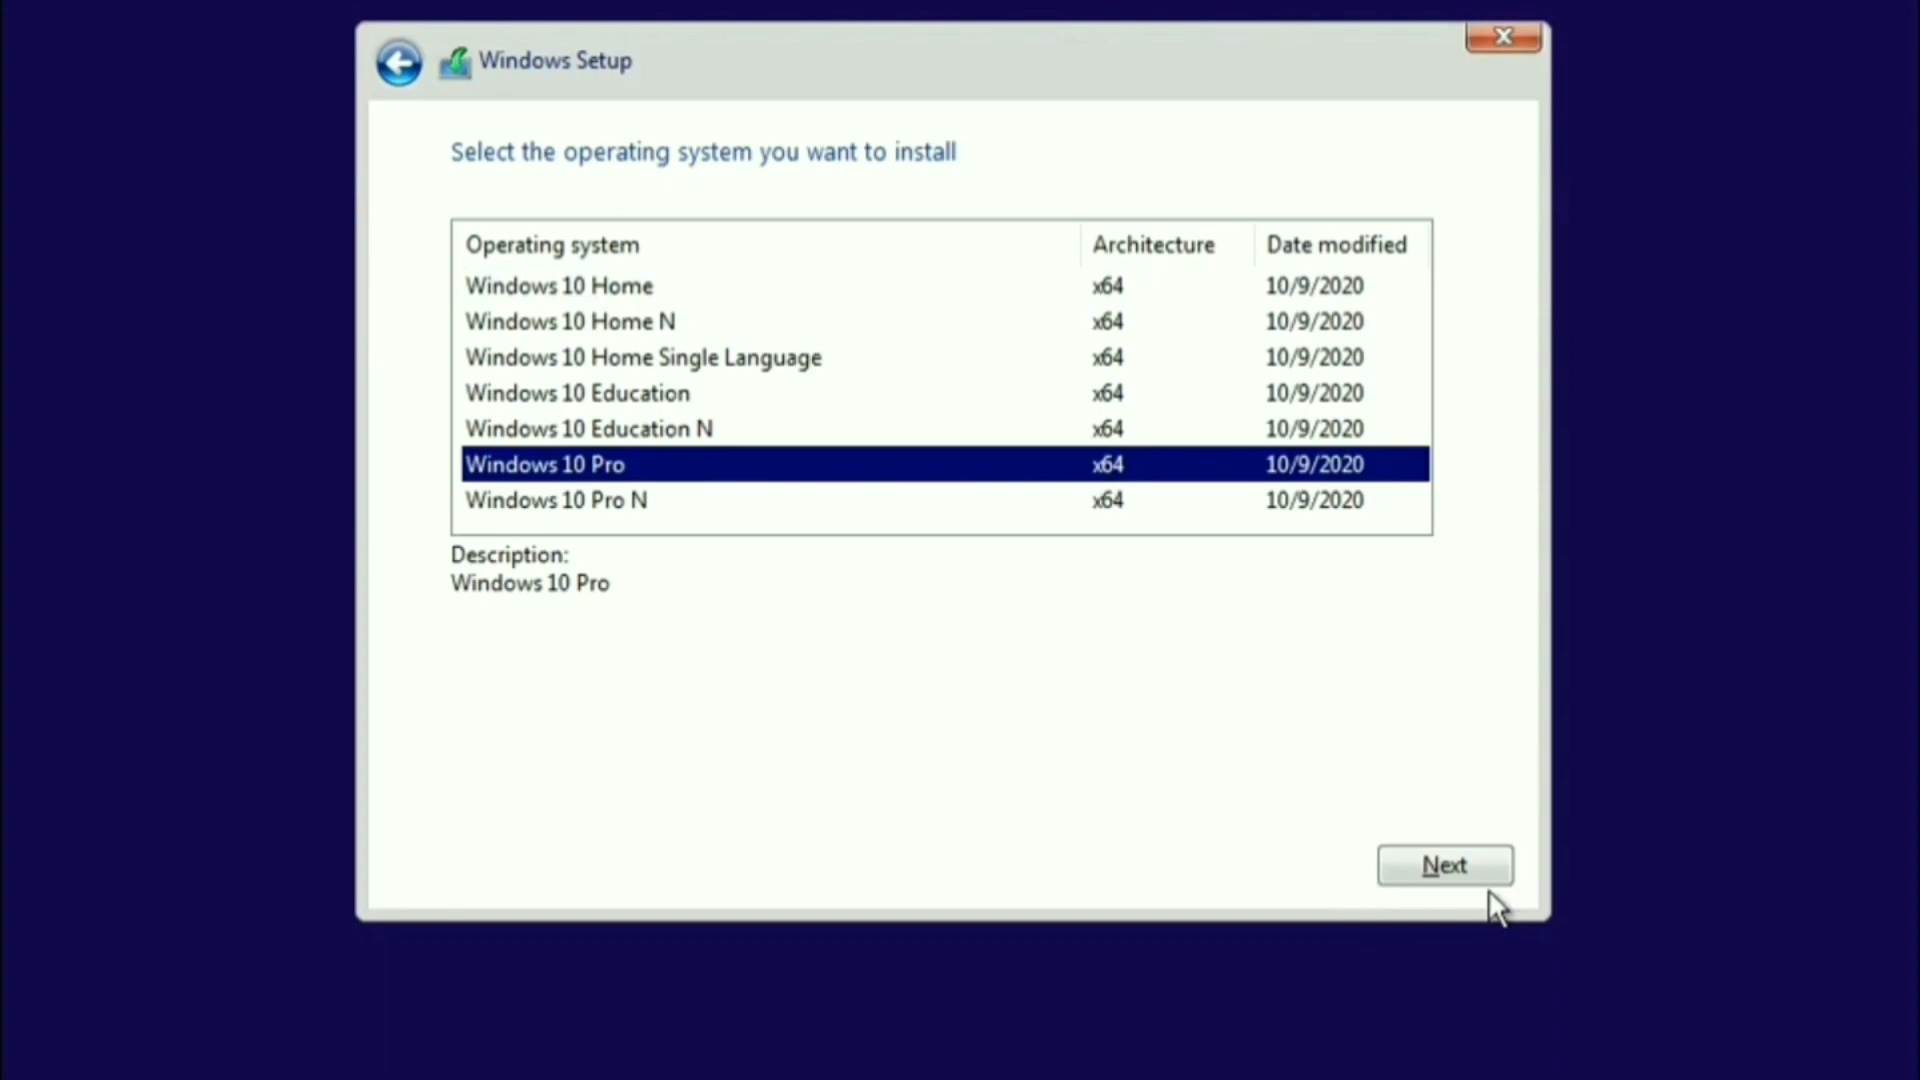 Windows Setup
Select the operating system you want to install
Operating system Architecture Date modified
Windows 10 Home x64 10/9/2020
Windows 10 Home N x64 10/9/2020
Windows 10 Home Single Language x64 10/9/2020
Windows 10 Education x64 10/9/2020
Windows 10 Education N x64 10/9/2020
Windows 10 Pro x64 10/9/2020
Windows 10 Pro N x64 10/9/2020
Description:
Windows 10 Pro
Next